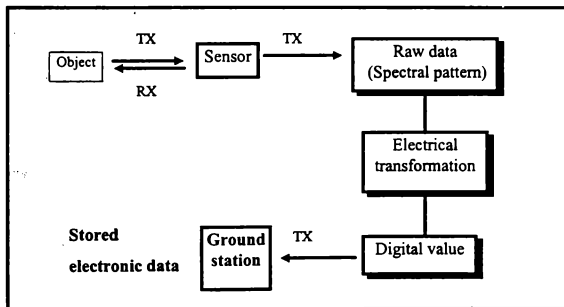 TX
TX
Object
Sensor
Raw data
(Spectral pattern)
RX
Electrical
transformation
Stored
electronic data
Ground
station
TX
Digital value